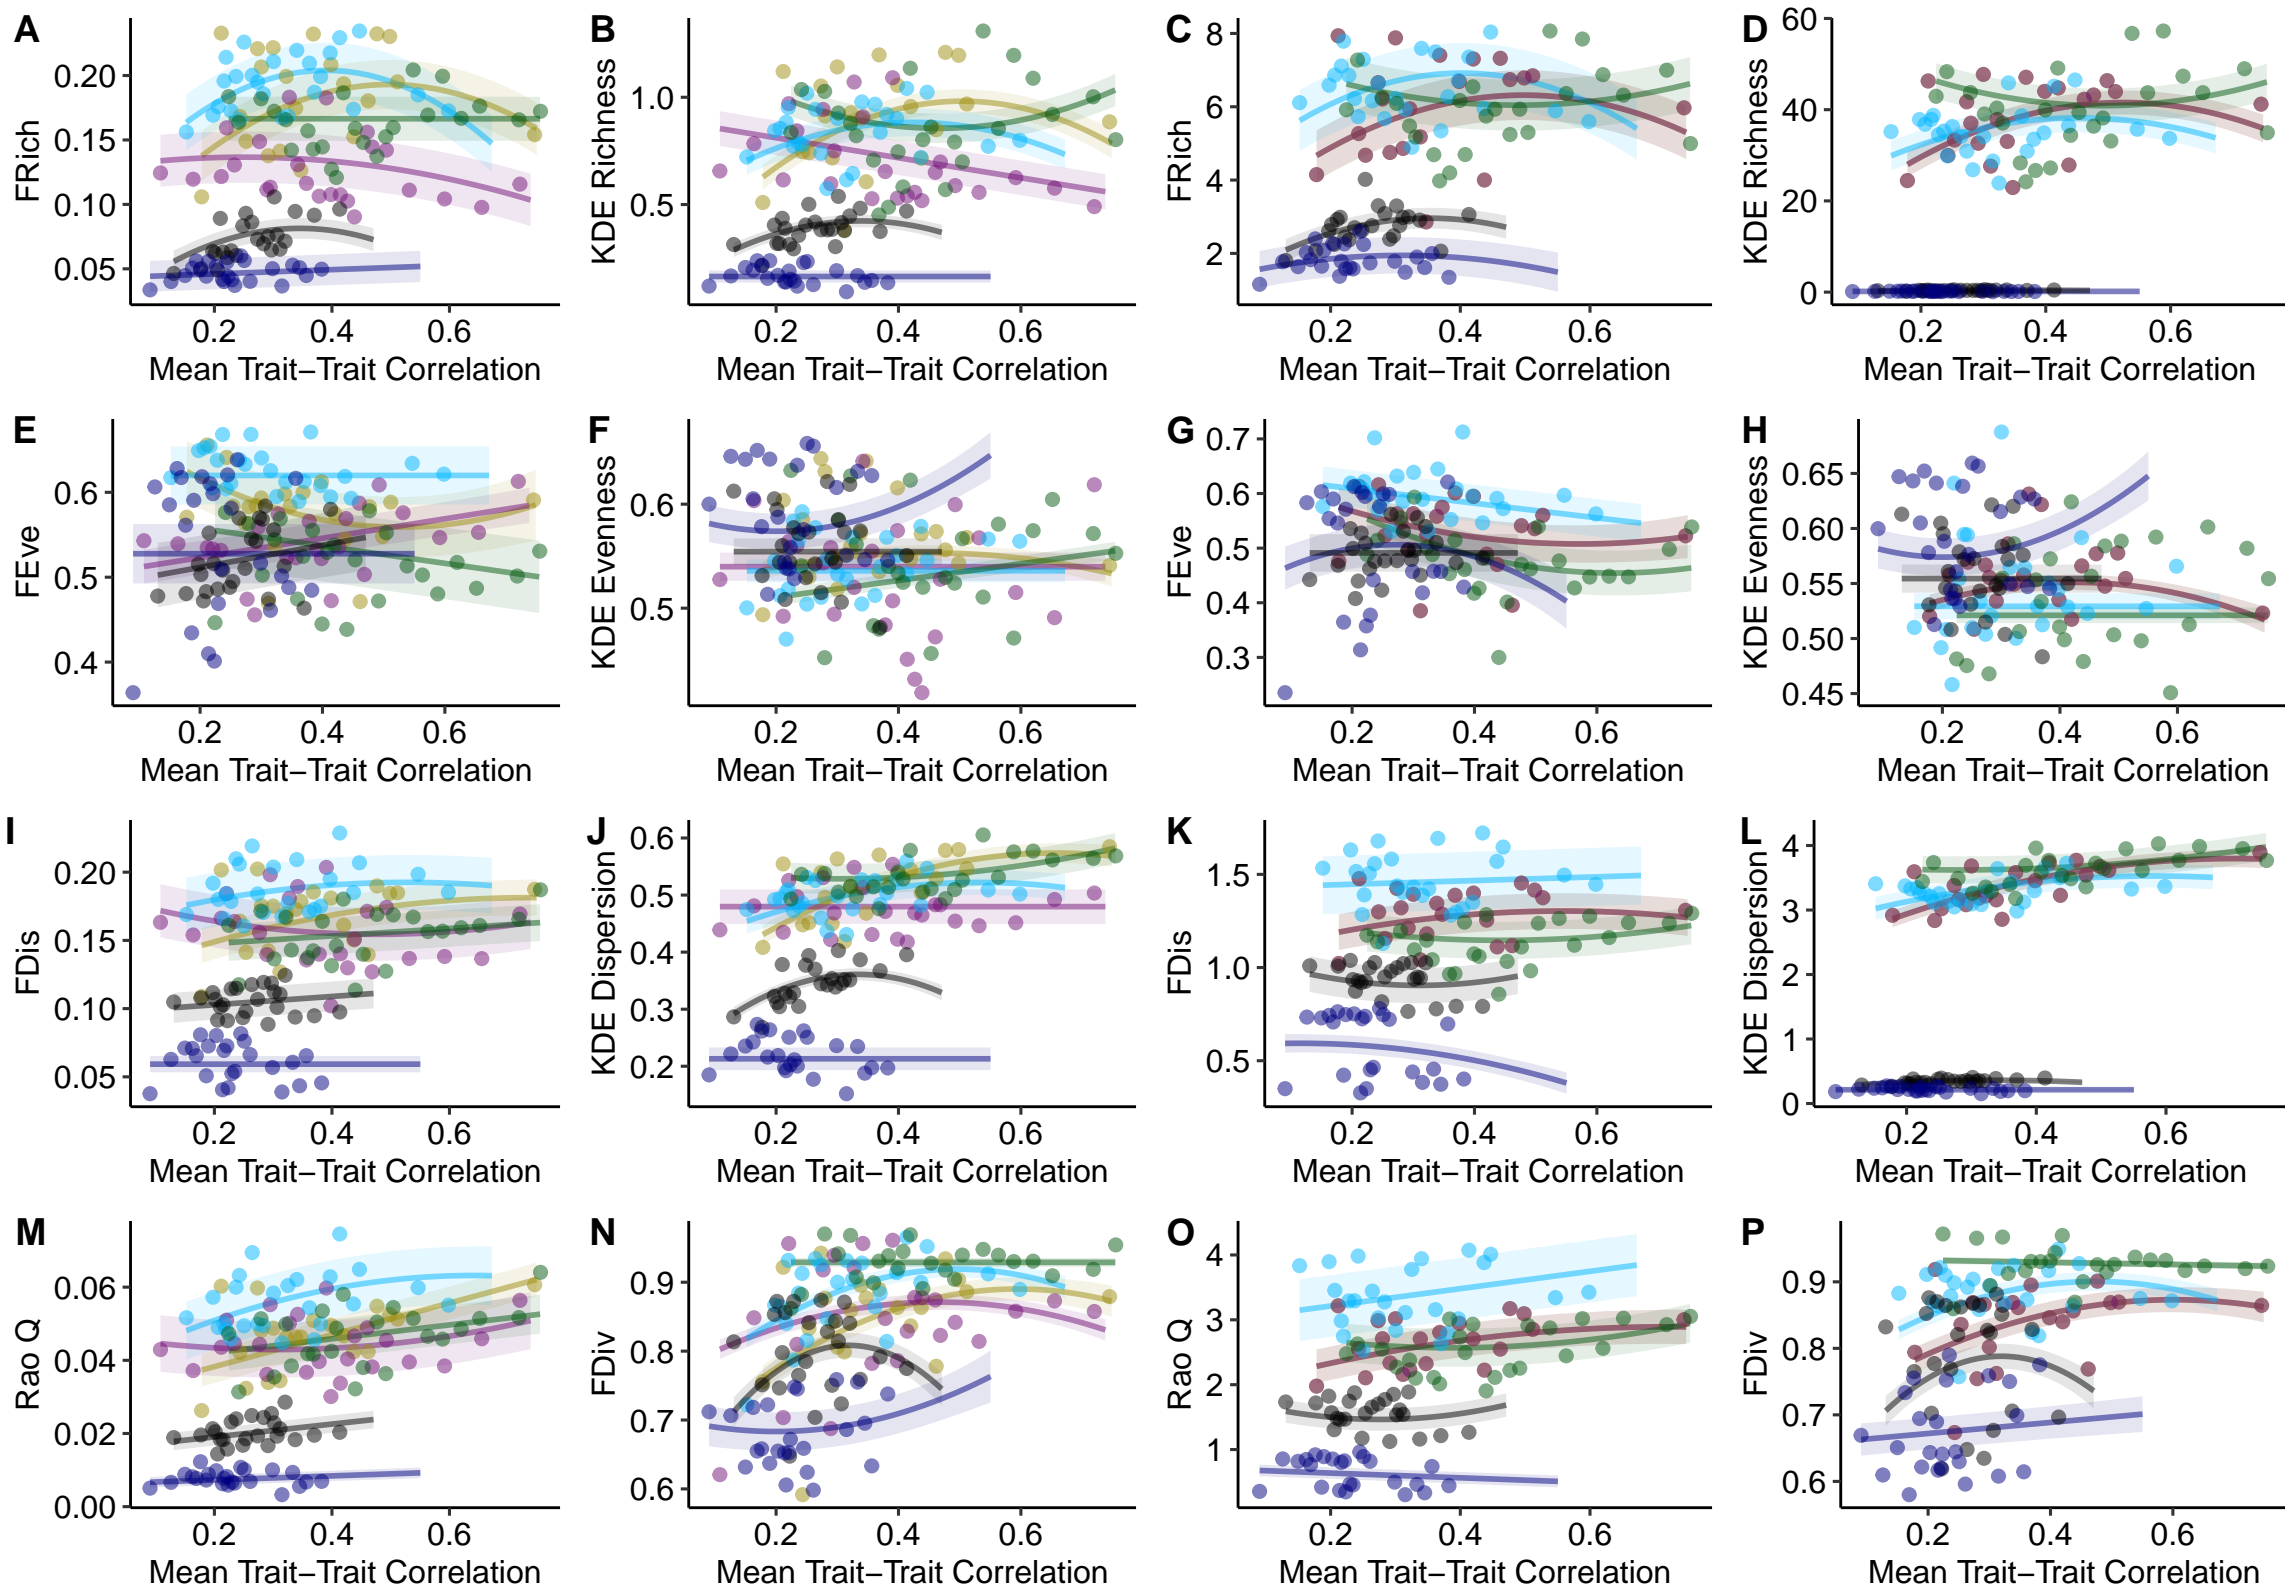 A
FRich
0.20
0.15
0.10
0.05
0.2 0.4 0.6
Mean Trait−Trait Correlation
B
KDE Richness
1.0
0.5
0.2 0.4 0.6
Mean Trait−Trait Correlation
C
FRich
8
6
4
2
0.2 0.4 0.6
Mean Trait−Trait Correlation
D
KDE Richness
60
40
20
0
0.2 0.4 0.6
Mean Trait−Trait Correlation
E
FEve
0.6
0.5
0.4
0.2 0.4 0.6
Mean Trait−Trait Correlation
F
KDE Evenness
0.6
0.5
0.2 0.4 0.6
Mean Trait−Trait Correlation
G
FEve
0.7
0.6
0.5
0.4
0.3
0.2 0.4 0.6
Mean Trait−Trait Correlation
H
KDE Evenness
0.65
0.60
0.55
0.50
0.45
0.2 0.4 0.6
Mean Trait−Trait Correlation
I
FDis
0.20
0.15
0.10
0.05
0.2 0.4 0.6
Mean Trait−Trait Correlation
J
KDE Dispersion
0.6
0.5
0.4
0.3
0.2
0.2 0.4 0.6
Mean Trait−Trait Correlation
K
FDis
1.5
1.0
0.5
0.2 0.4 0.6
Mean Trait−Trait Correlation
L
KDE Dispersion
4
3
2
1
0
0.2 0.4 0.6
Mean Trait−Trait Correlation
M
Rao Q
0.06
0.04
0.02
0.00
0.2 0.4 0.6
Mean Trait−Trait Correlation
N
FDiv
0.9
0.8
0.7
0.6
0.2 0.4 0.6
Mean Trait−Trait Correlation
O
Rao Q
4
3
2
1
0.2 0.4 0.6
Mean Trait−Trait Correlation
P
FDiv
0.9
0.8
0.7
0.6
0.2 0.4 0.6
Mean Trait−Trait Correlation